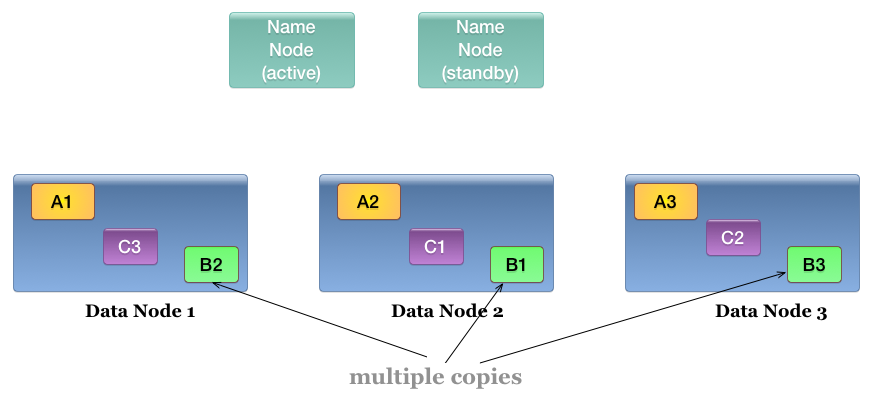 Name
Node
(active)
Name
Node
(standby)
A1
C3
B2
Data Node 1
A2
C1
B1
Data Node 2
A3
C2
B3
Data Node 3
multiple copies